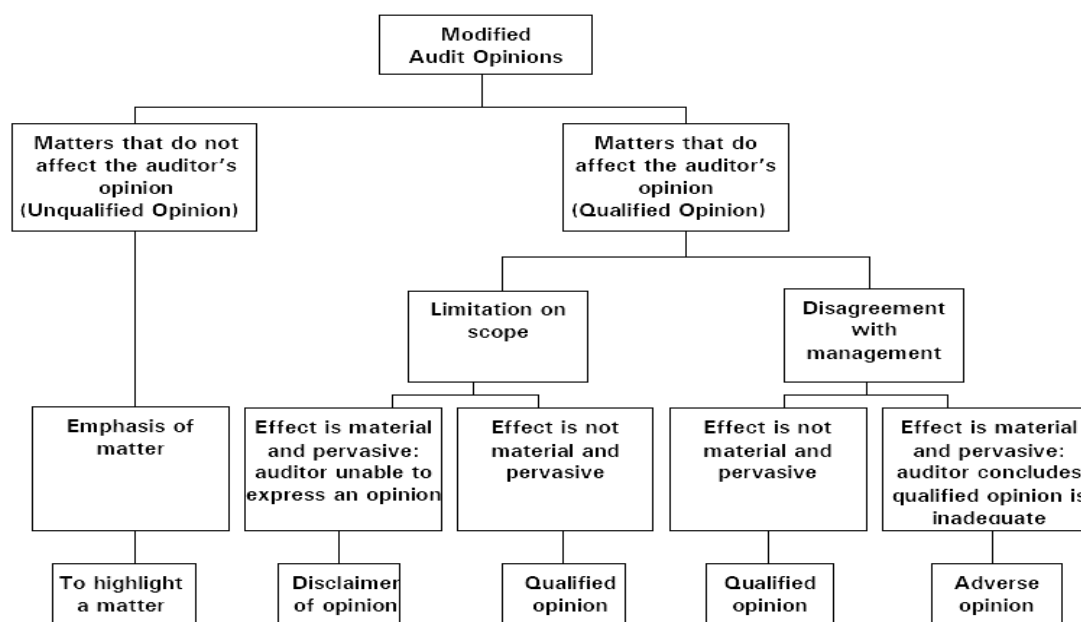 Modified
Audit Opinions
Matters that do not
affect the auditor's
opinion
(Unqualified Opinion)
Matters that do
affect the auditor's
opinion
(Qualified Opinion)
Limitation on
scope
Disagreement
with
management
Emphasis of
matter
Effect is material
and pervasive:
auditor unable to
express an opinion
Effect is not
material and
pervasive
Effect is not
material and
pervasive
Effect is material
and pervasive:
auditor concludes
qualified opinion is
inadequate
To highlight
a matter
Disclaimer
of opinion
Qualified
opinion
Qualified
opinion
Adverse
opinion